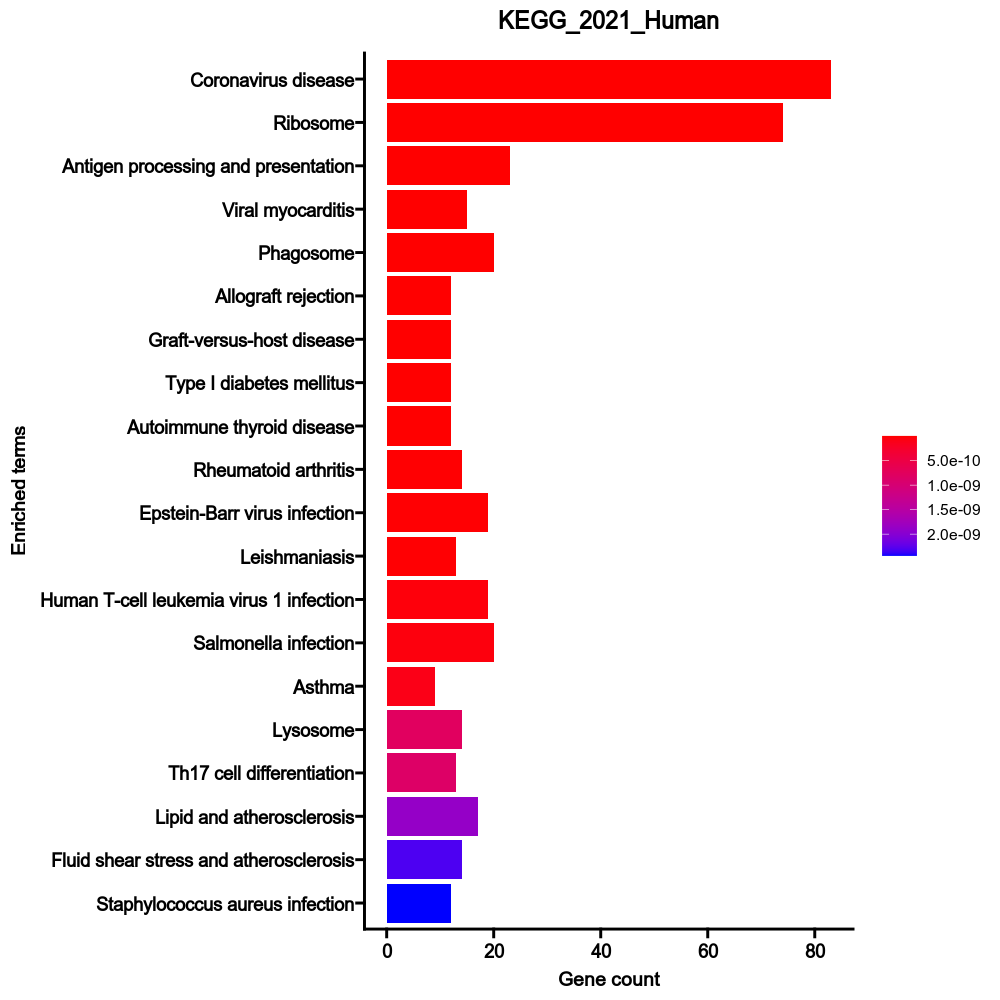 KEGG_2021_Human
Enriched terms
Coronavirus disease
Ribosome
Antigen processing and presentation
Viral myocarditis
Phagosome
Allograft rejection
Graft-versus-host disease
Type I diabetes mellitus
Autoimmune thyroid disease
Rheumatoid arthritis
Epstein-Barr virus infection
Leishmaniasis
Human T-cell leukemia virus 1 infection
Salmonella infection
Asthma
Lysosome
Th17 cell differentiation
Lipid and atherosclerosis
Fluid shear stress and atherosclerosis
Staphylococcus aureus infection
0 20 40 60 80
Gene count
5.0e-10
1.0e-09
1.5e-09
2.0e-09